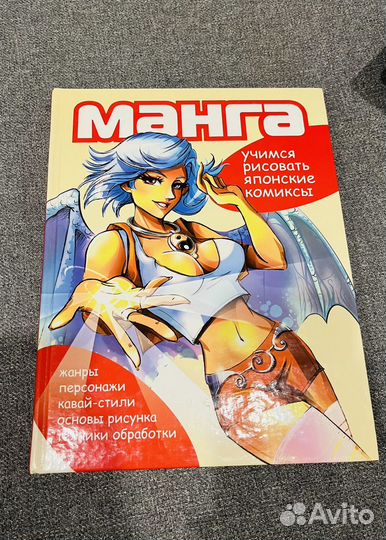 манга
учимся
рисовать
японские
комиксы
жанры
персонажи
кавай-стили
основы рисунка
техники обработки
Avito